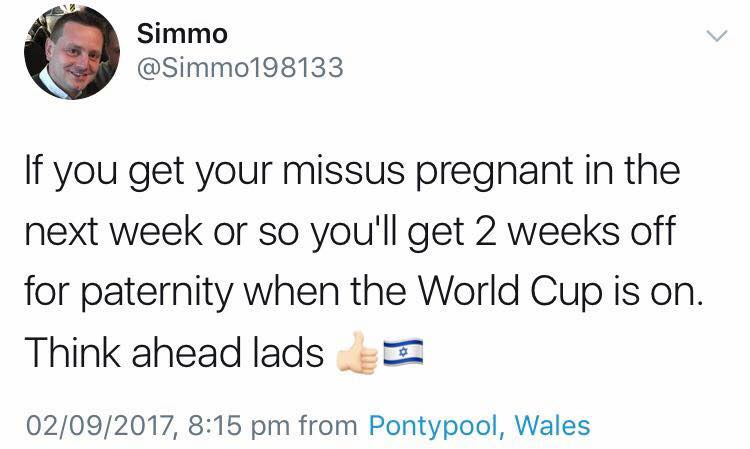 Simmo
@Simmo198133
If you get your missus pregnant in the
next week or so you'll get 2 weeks off
for paternity when the World Cup is on.
Think ahead lads 👍🏻🇮🇱
02/09/2017, 8:15 pm from Pontypool, Wales